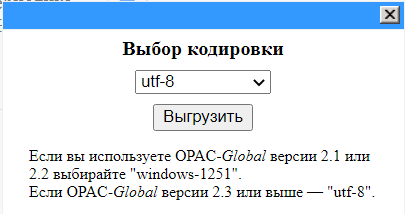 Выбор кодировки
utf-8
Выгрузить
Если вы используете OPAC-Global версии 2.1 или
2.2 выбирайте "windows-1251".
Если OPAC-Global версии 2.3 или выше — "utf-8".